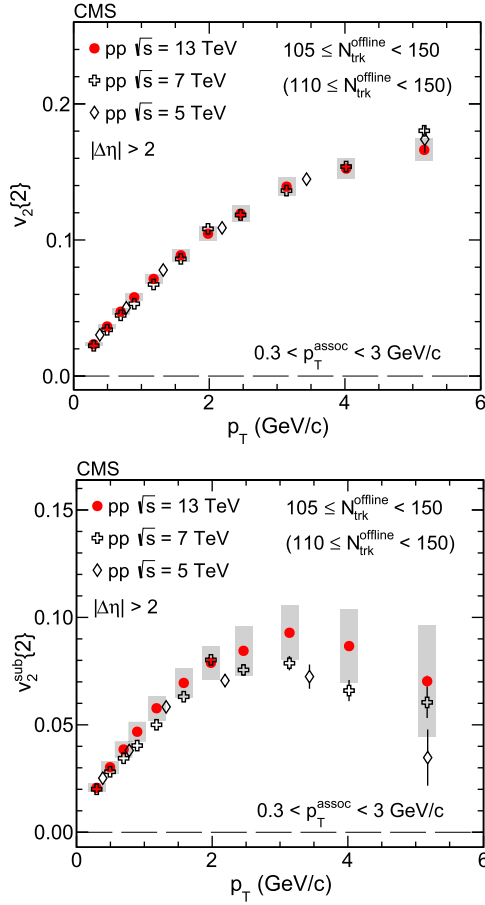 CMS
pp √s = 13 TeV
105 ≤ N_trk^offline < 150
pp √s = 7 TeV
(110 ≤ N_trk^offline < 150)
pp √s = 5 TeV
|Δη| > 2
0.2
0.1
0.0
v₂{2}
0.3 < p_T^assoc < 3 GeV/c
0 2 4 6
p_T (GeV/c)
CMS
pp √s = 13 TeV
105 ≤ N_trk^offline < 150
pp √s = 7 TeV
(110 ≤ N_trk^offline < 150)
pp √s = 5 TeV
|Δη| > 2
0.15
0.10
0.05
0.00
v₂^sub{2}
0.3 < p_T^assoc < 3 GeV/c
0 2 4 6
p_T (GeV/c)